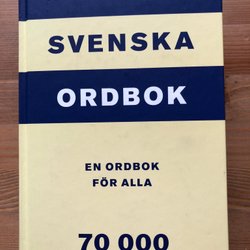 SVENSKA
ORDBOK
EN ORDBOK
FÖR ALLA
70 000